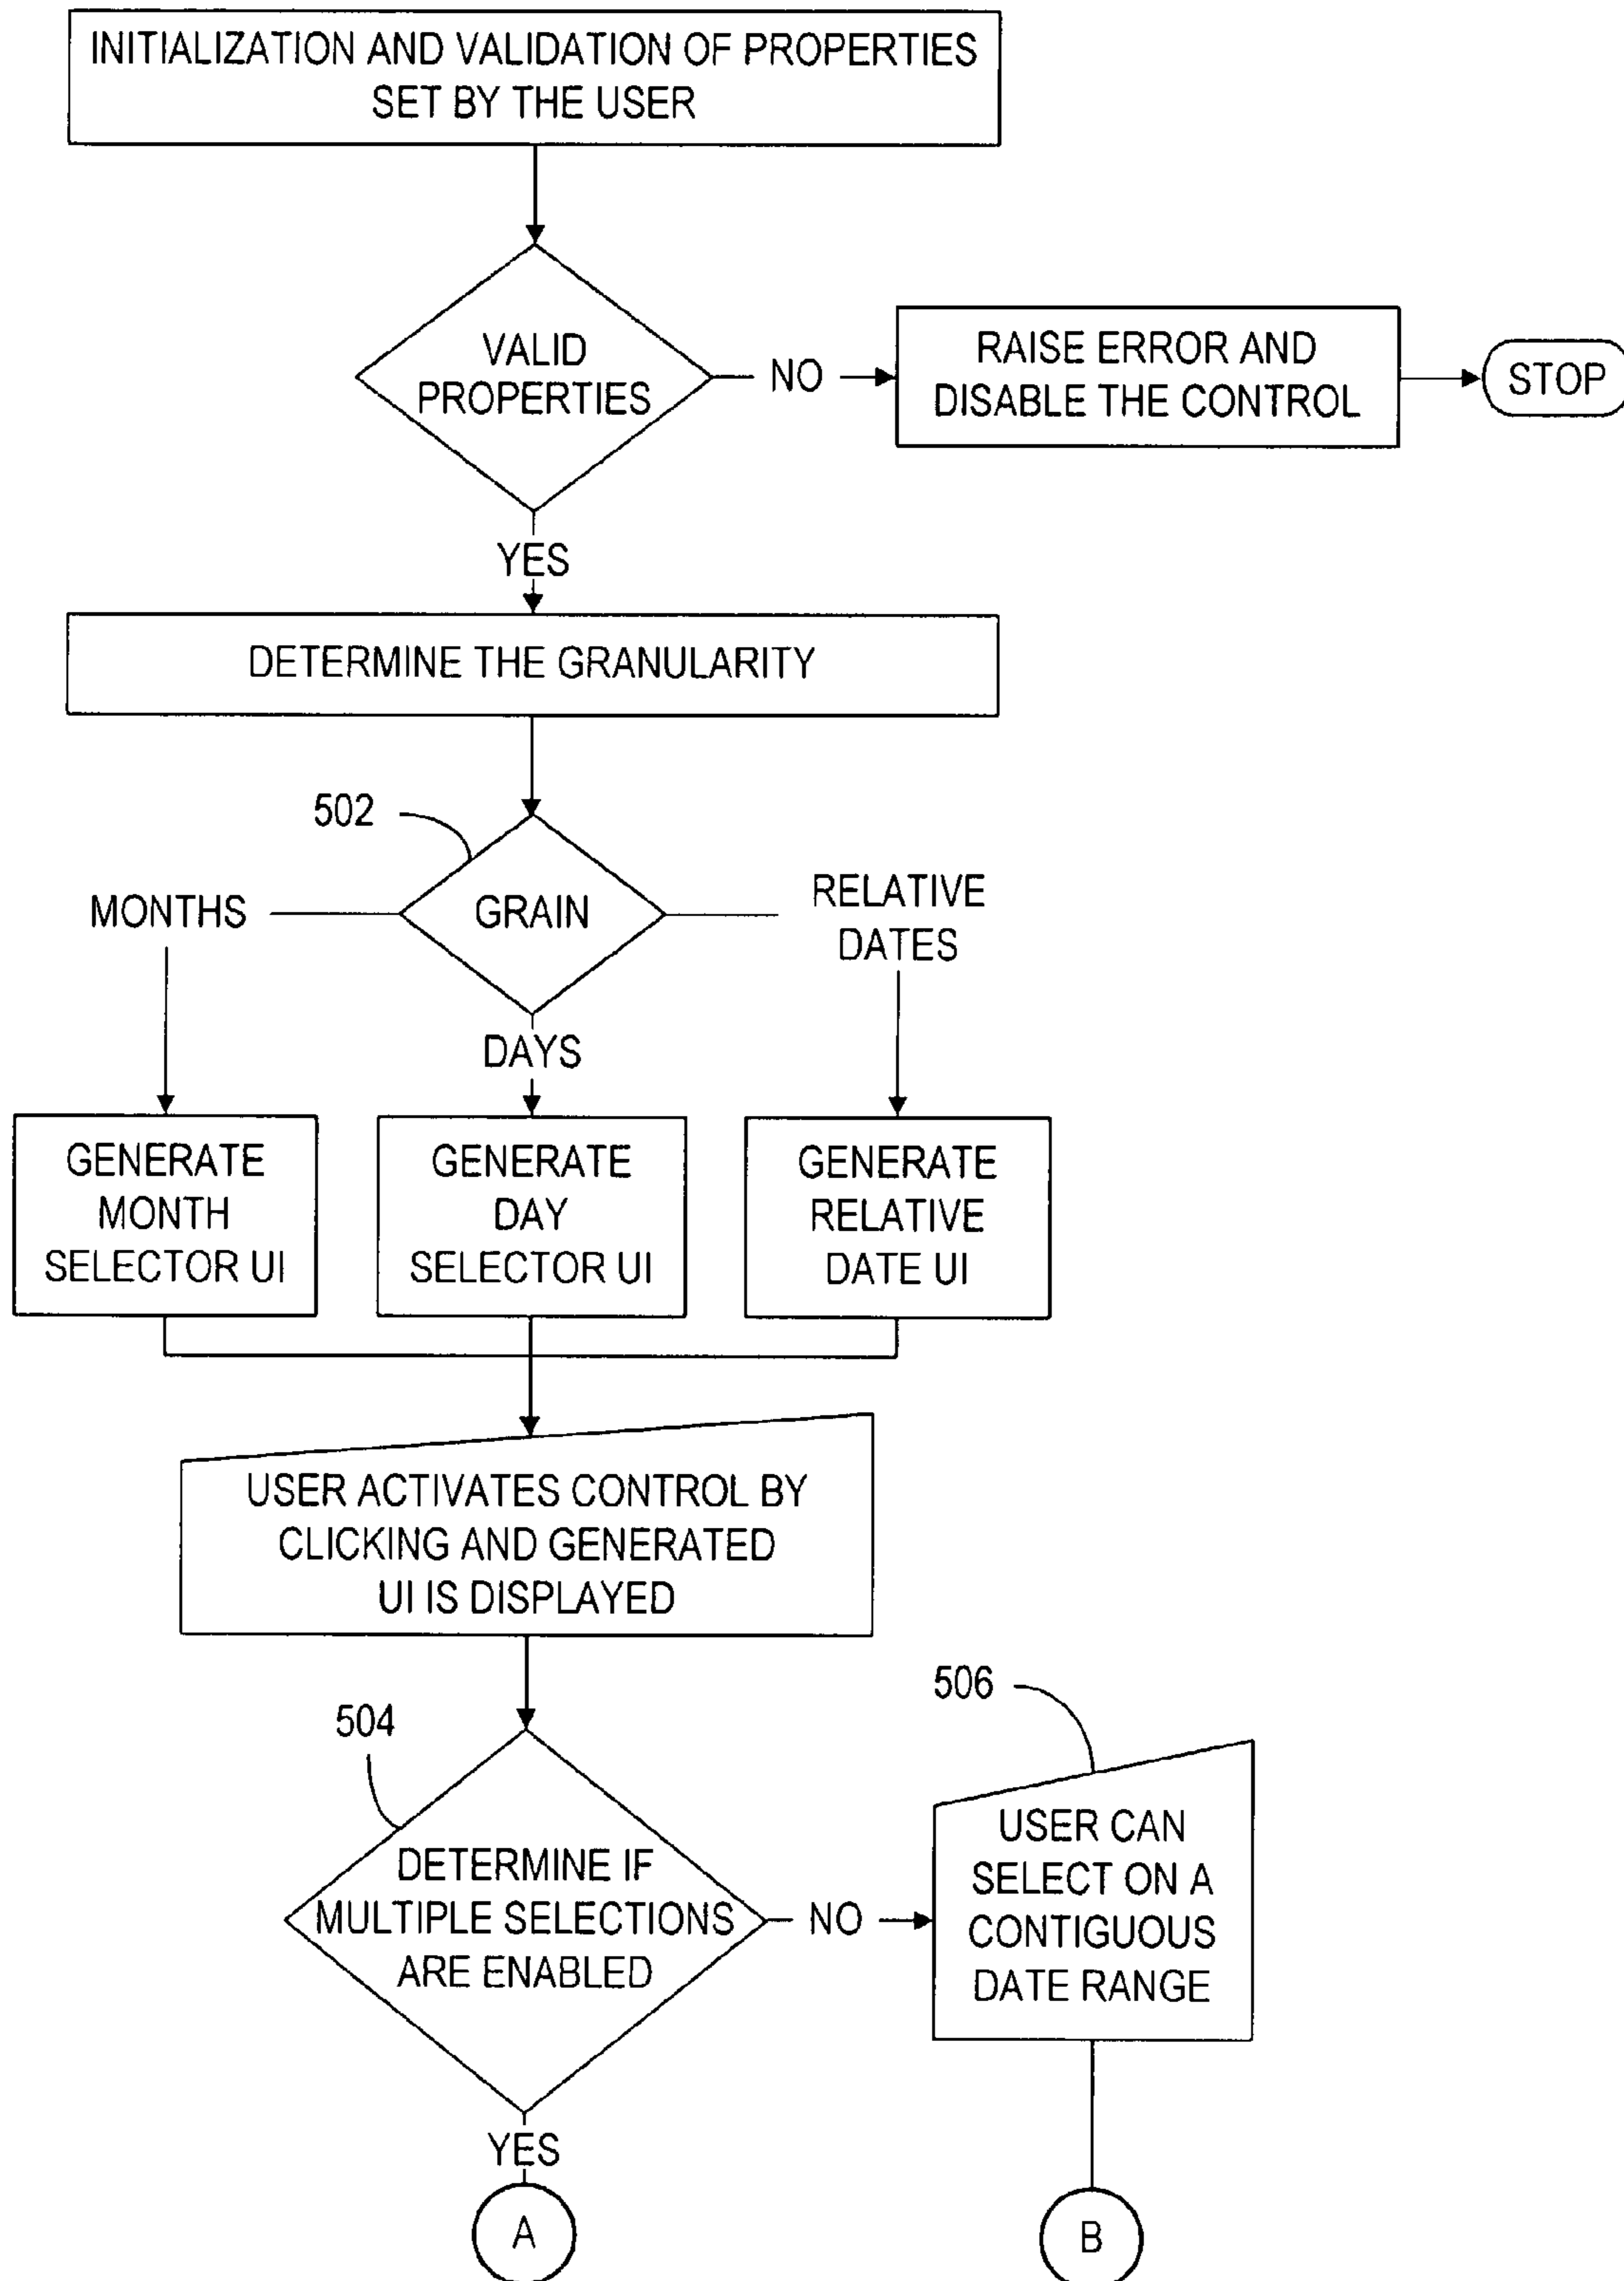 INITIALIZATION AND VALIDATION OF PROPERTIES
SET BY THE USER
VALID
PROPERTIES
NO
RAISE ERROR AND
DISABLE THE CONTROL
STOP
YES
DETERMINE THE GRANULARITY
502
MONTHS
GRAIN
RELATIVE
DATES
DAYS
GENERATE
MONTH
SELECTOR UI
GENERATE
DAY
SELECTOR UI
GENERATE
RELATIVE
DATE UI
USER ACTIVATES CONTROL BY
CLICKING AND GENERATED
UI IS DISPLAYED
504
506
DETERMINE IF
MULTIPLE SELECTIONS
ARE ENABLED
NO
USER CAN
SELECT ON A
CONTIGUOUS
DATE RANGE
YES
A
B